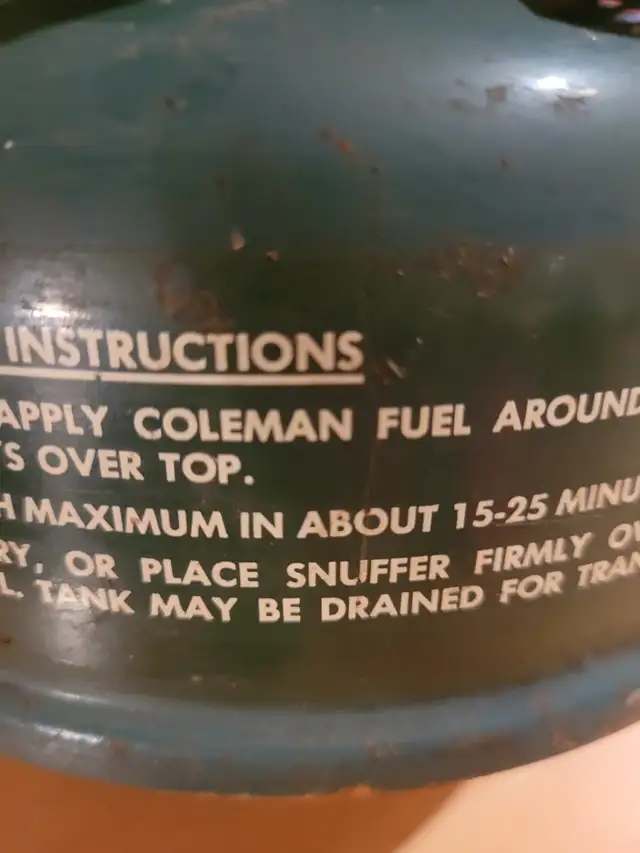 INSTRUCTIONS
APPLY COLEMAN FUEL AROUND
'S OVER TOP.
H MAXIMUM IN ABOUT 15-25 MINU
RY, OR PLACE SNUFFER FIRMLY OV
L. TANK MAY BE DRAINED FOR TRAN